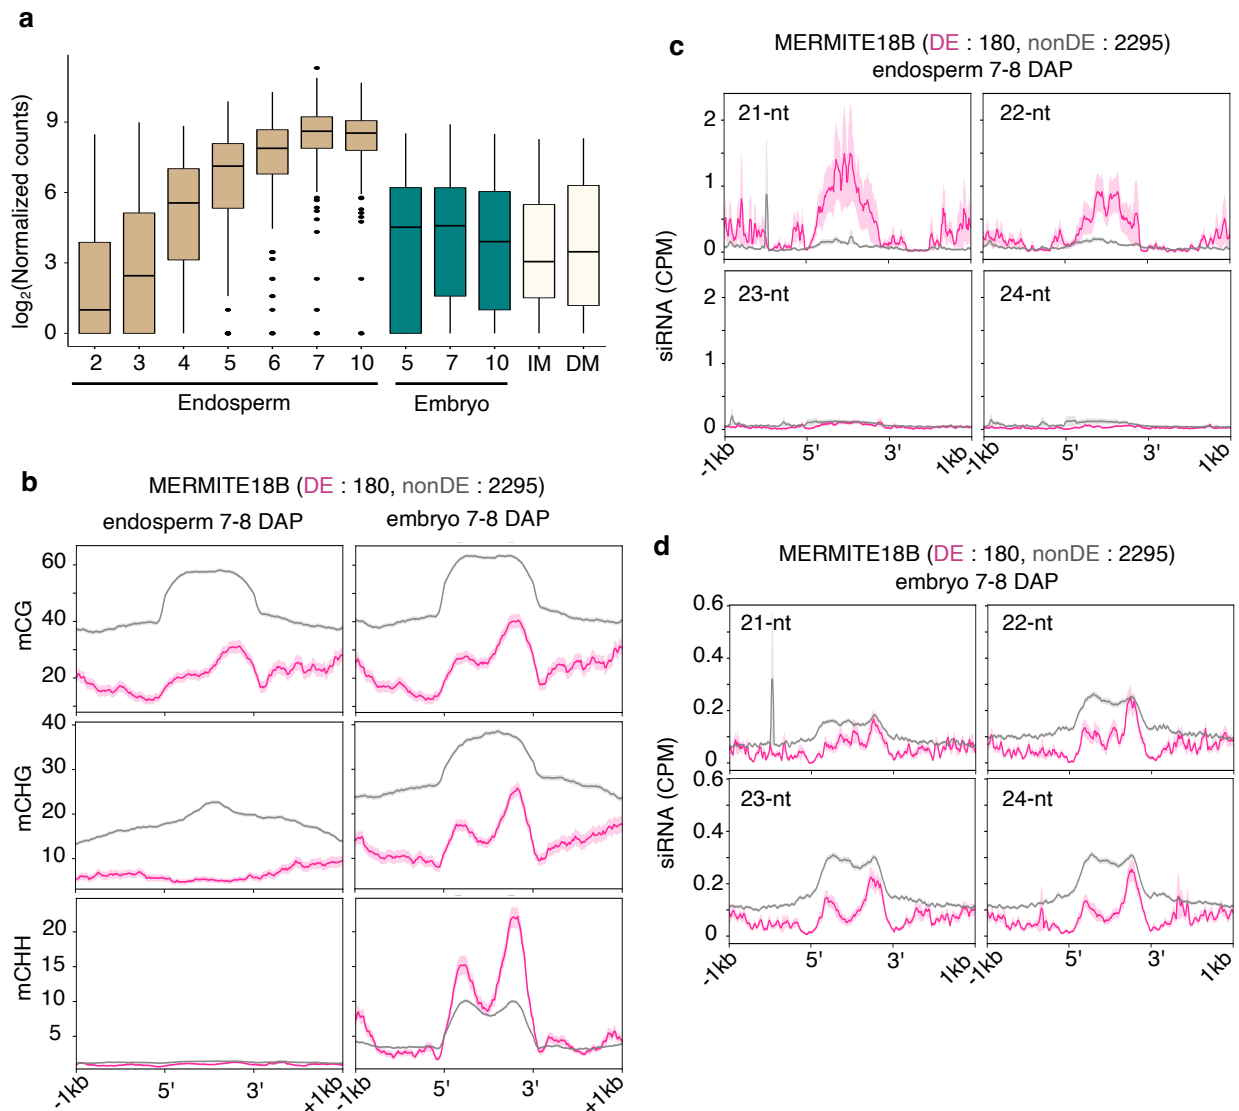 a
log2(Normalized counts)
9
6
3
0
2 3 4 5 6 7 10 5 7 10 IM DM
Endosperm Embryo
b
MERMITE18B (DE : 180, nonDE : 2295)
endosperm 7-8 DAP embryo 7-8 DAP
mCG
60
40
20
mCHG
40
30
20
10
mCHH
20
15
10
5
-1kb 5' 3' +1kb -1kb 5' 3' +1kb
c
MERMITE18B (DE : 180, nonDE : 2295)
endosperm 7-8 DAP
siRNA (CPM)
21-nt 22-nt
2
1
0
23-nt 24-nt
2
1
0
-1kb 5' 3' 1kb -1kb 5' 3' 1kb
d
MERMITE18B (DE : 180, nonDE : 2295)
embryo 7-8 DAP
siRNA (CPM)
0.6
21-nt 22-nt
0.4
0.2
0
0.6
23-nt 24-nt
0.4
0.2
0
-1kb 5' 3' 1kb -1kb 5' 3' 1kb